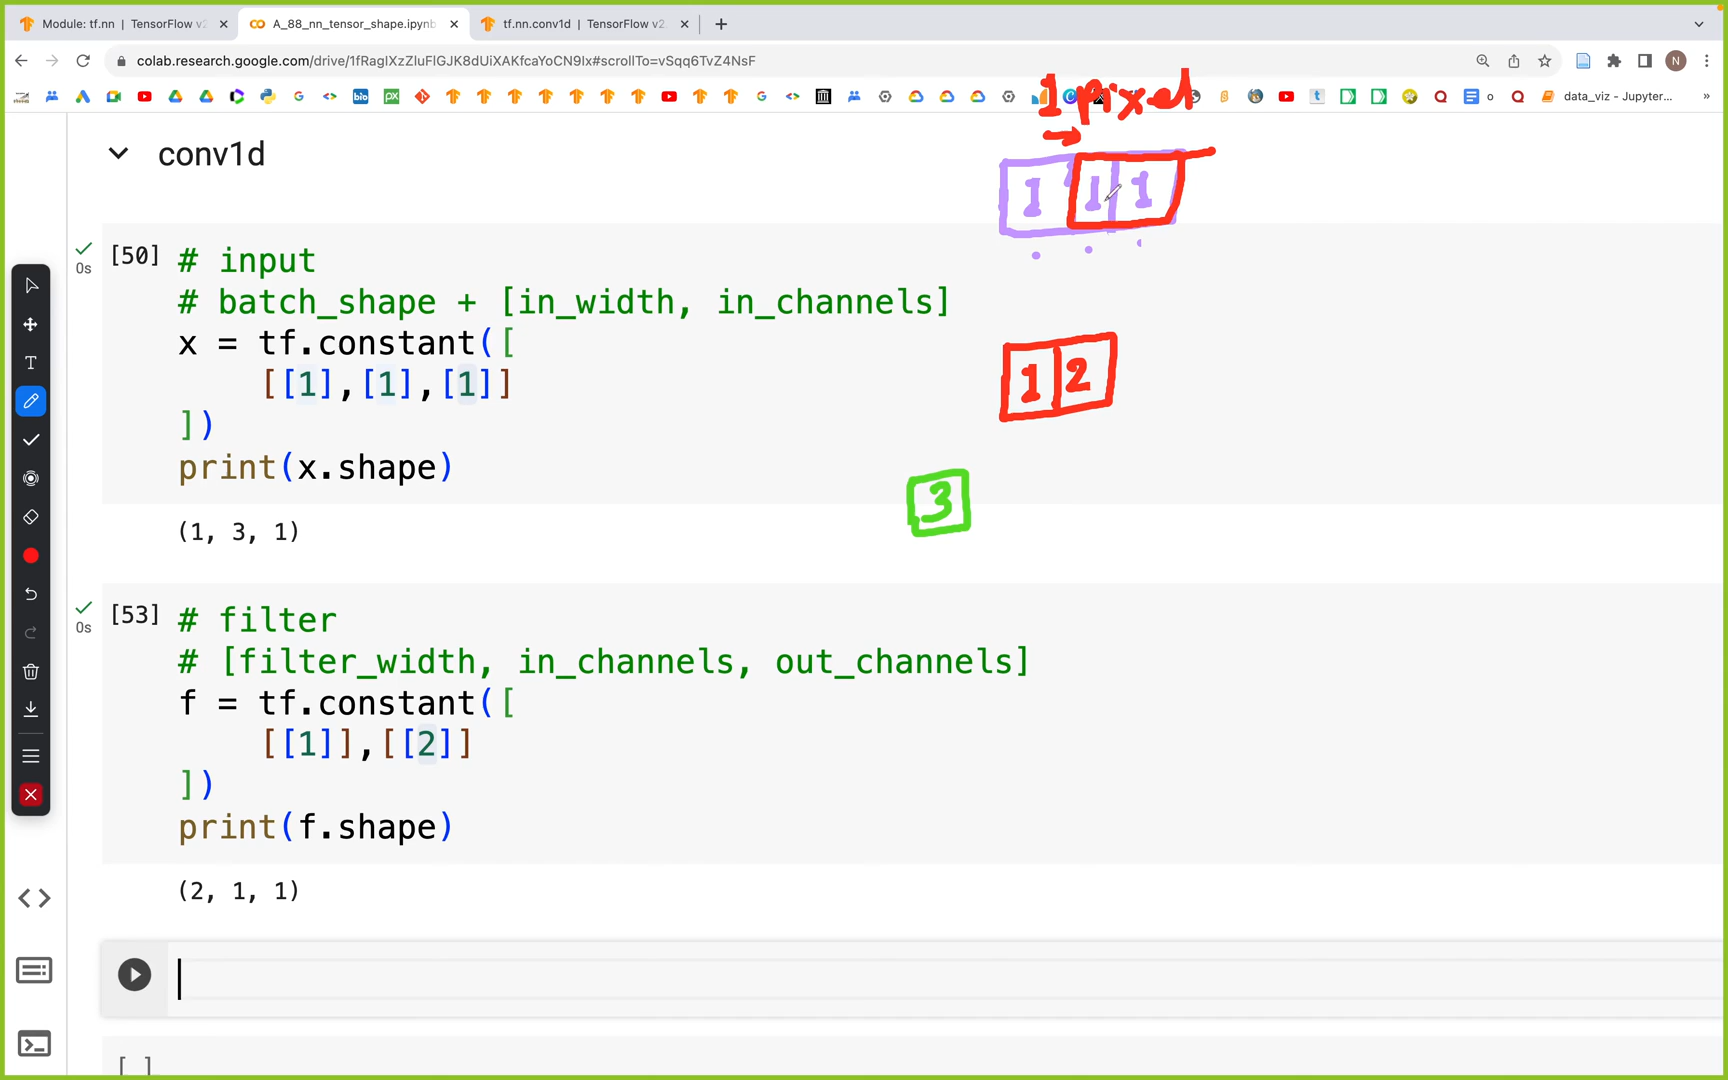 Module: tf.nn | TensorFlow v2
A_88_nn_tensor_shape.ipynb
tf.nn.conv1d | TensorFlow v2
colab.research.google.com/drive/1fRagIXzZluFlGJK8dUiXAKfcaYoCN9Ix#scrollTo=vSqq6TvZ4NsF
N
bio
PX
o
data_viz - Jupyter...
1 pixel
conv1d
1 1 1
[50] # input
0s
# batch_shape + [in_width, in_channels]
x = tf.constant([
[[1],[1],[1]]
])
print(x.shape)
1 2
3
(1, 3, 1)
[53] # filter
0s
# [filter_width, in_channels, out_channels]
f = tf.constant([
[[1]],[[2]]
])
print(f.shape)
(2, 1, 1)
[ ]